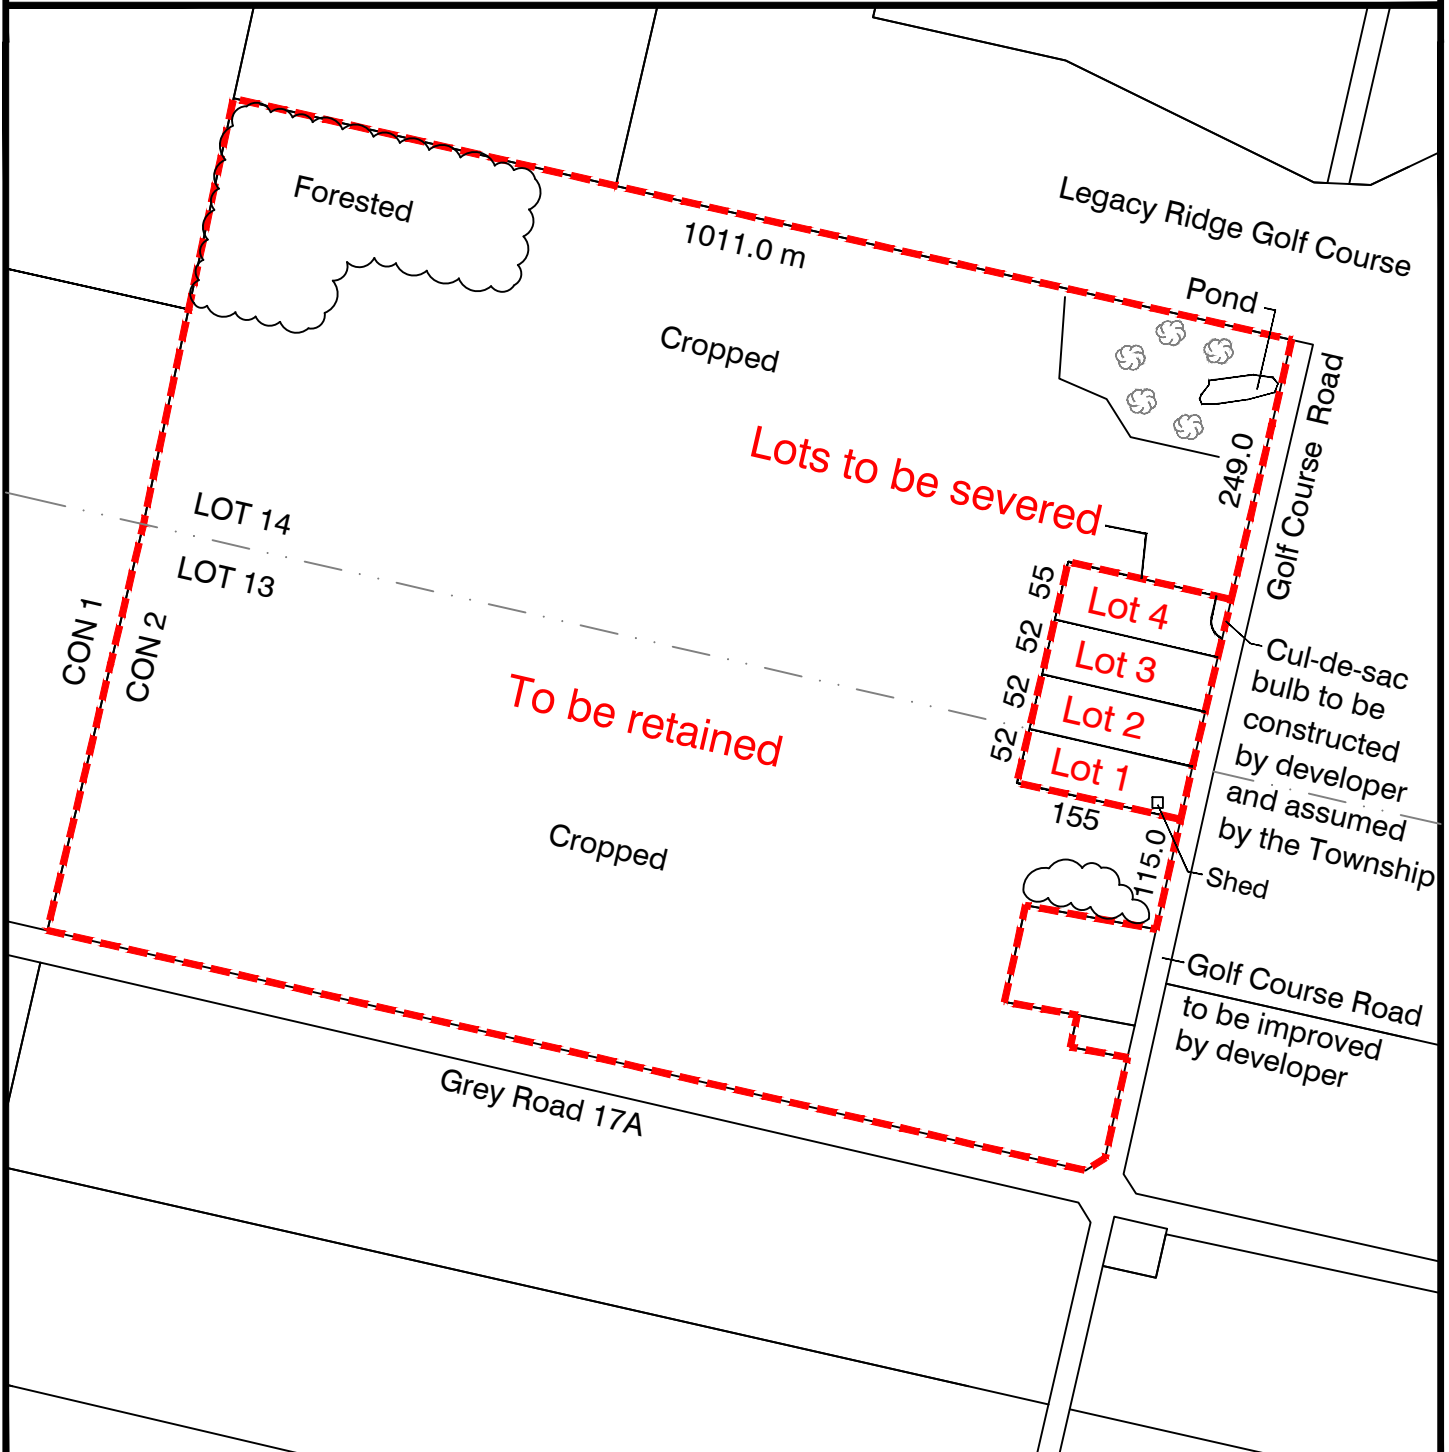 Forested
1011.0 m
Legacy Ridge Golf Course
Pond
Cropped
Golf Course Road
249.0
Lots to be severed
LOT 14
LOT 13
CON 1
CON 2
55
52
52
52
Lot 4
Lot 3
Lot 2
Lot 1
155
115.0
Cul-de-sac
bulb to be
constructed
by developer
and assumed
by the Township
Shed
To be retained
Cropped
Golf Course Road
to be improved
by developer
Grey Road 17A